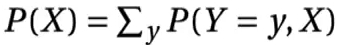 P(X) = ∑_y P(Y = y, X)